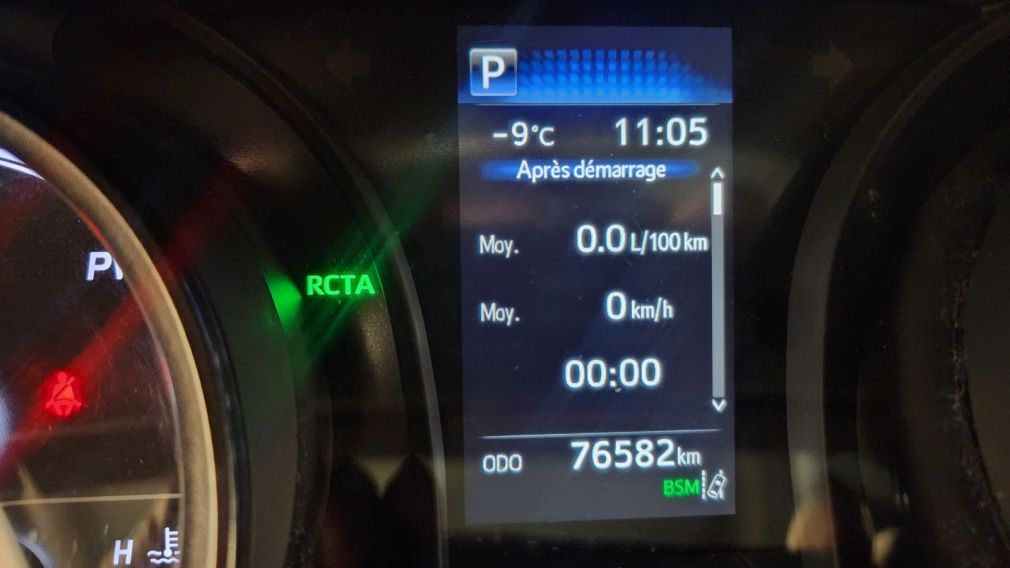 P
-9°C 11:05
Après démarrage
Moy. 0.0 L/100 km
RCTA
Moy. 0 km/h
00:00
ODO 76582 km
BSM
H